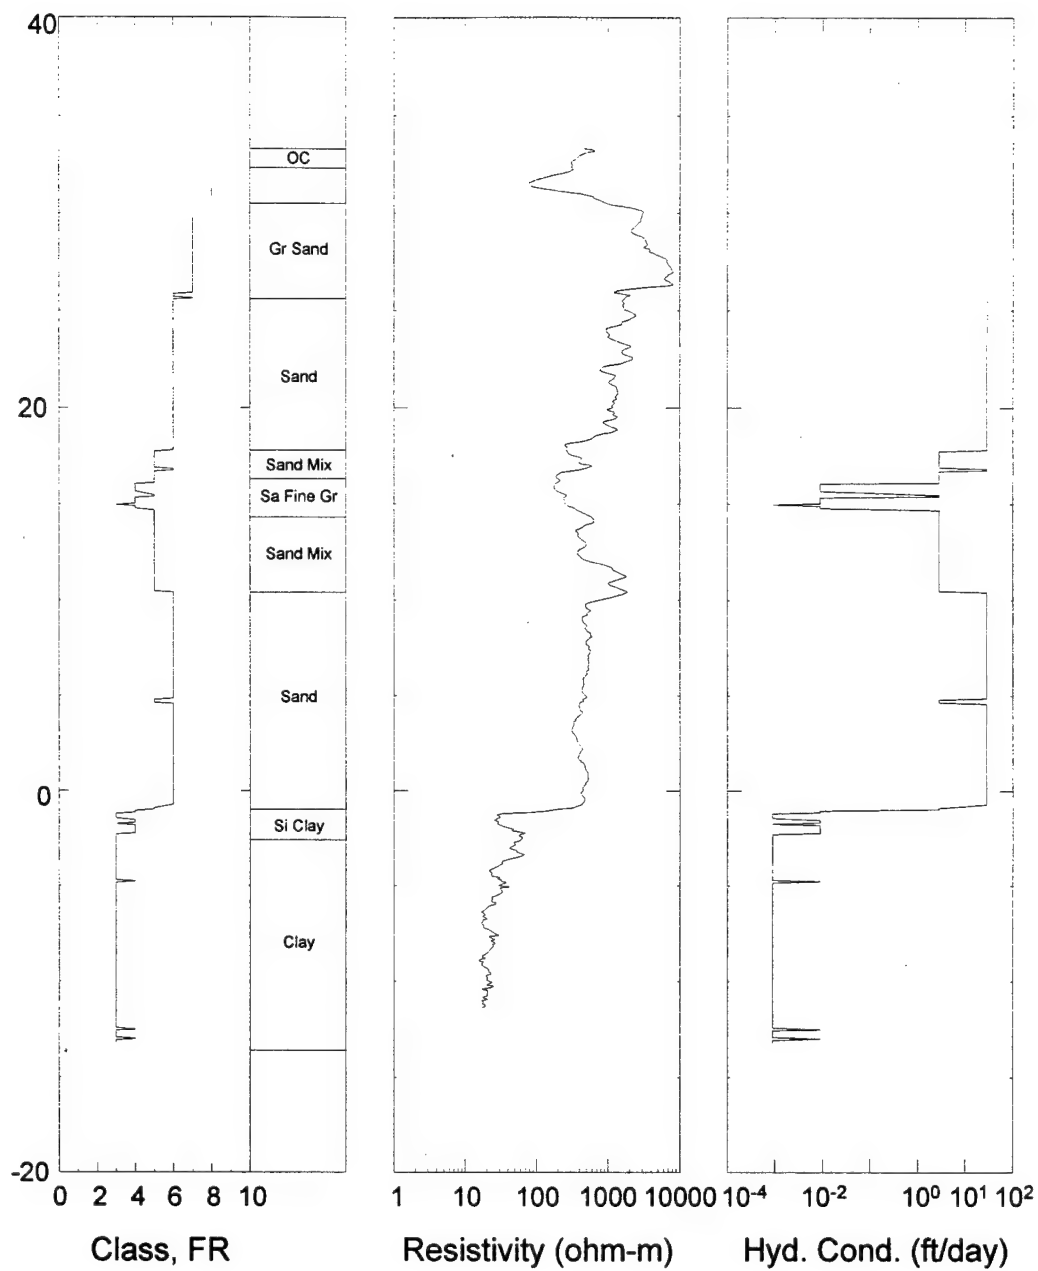 40
OC
Gr Sand
Sand
20
Sand Mix
Sa Fine Gr
Sand Mix
Sand
0
Si Clay
Clay
-20
0 2 4 6 8 10 1 10 100 1000 10000 10⁻⁴ 10⁻² 10⁰ 10¹ 10²
Class, FR Resistivity (ohm-m) Hyd. Cond. (ft/day)